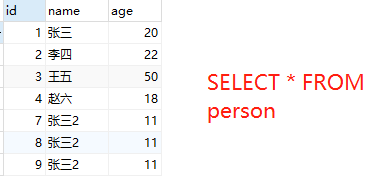 id name age
1 张三 20
2 李四 22
3 王五 50
4 赵六 18
7 张三2 11
8 张三2 11
9 张三2 11
SELECT * FROM
person